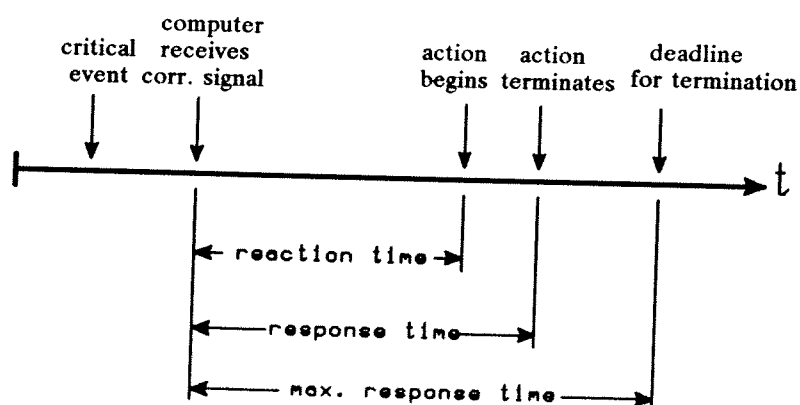 computer
critical receives
event corr. signal
action action deadline
begins terminates for termination
t
reaction time
response time
max. response time